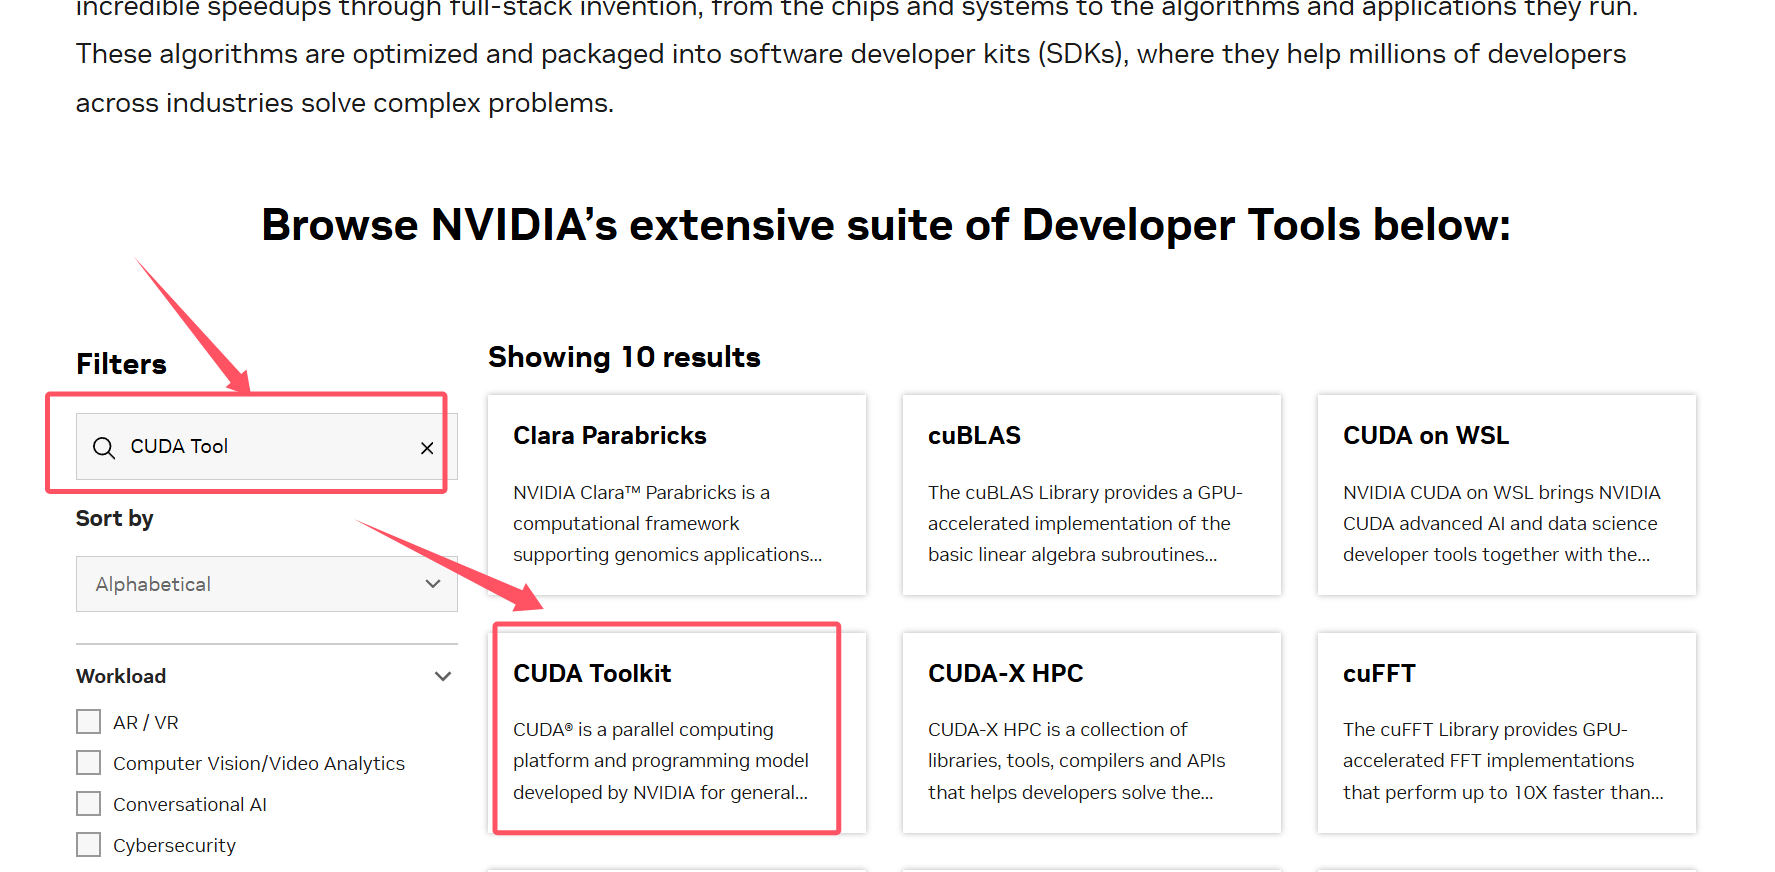 incredible speedups through full-stack invention, from the chips and systems to the algorithms and applications they run.
These algorithms are optimized and packaged into software developer kits (SDKs), where they help millions of developers
across industries solve complex problems.
Browse NVIDIA’s extensive suite of Developer Tools below:
Filters
CUDA Tool
Sort by
Alphabetical
Workload
AR / VR
Computer Vision/Video Analytics
Conversational AI
Cybersecurity
Showing 10 results
Clara Parabricks
NVIDIA Clara™ Parabricks is a
computational framework
supporting genomics applications...
cuBLAS
The cuBLAS Library provides a GPU-
accelerated implementation of the
basic linear algebra subroutines...
CUDA on WSL
NVIDIA CUDA on WSL brings NVIDIA
CUDA advanced AI and data science
developer tools together with the...
CUDA Toolkit
CUDA® is a parallel computing
platform and programming model
developed by NVIDIA for general...
CUDA-X HPC
CUDA-X HPC is a collection of
libraries, tools, compilers and APIs
that helps developers solve the...
cuFFT
The cuFFT Library provides GPU-
accelerated FFT implementations
that perform up to 10X faster than...